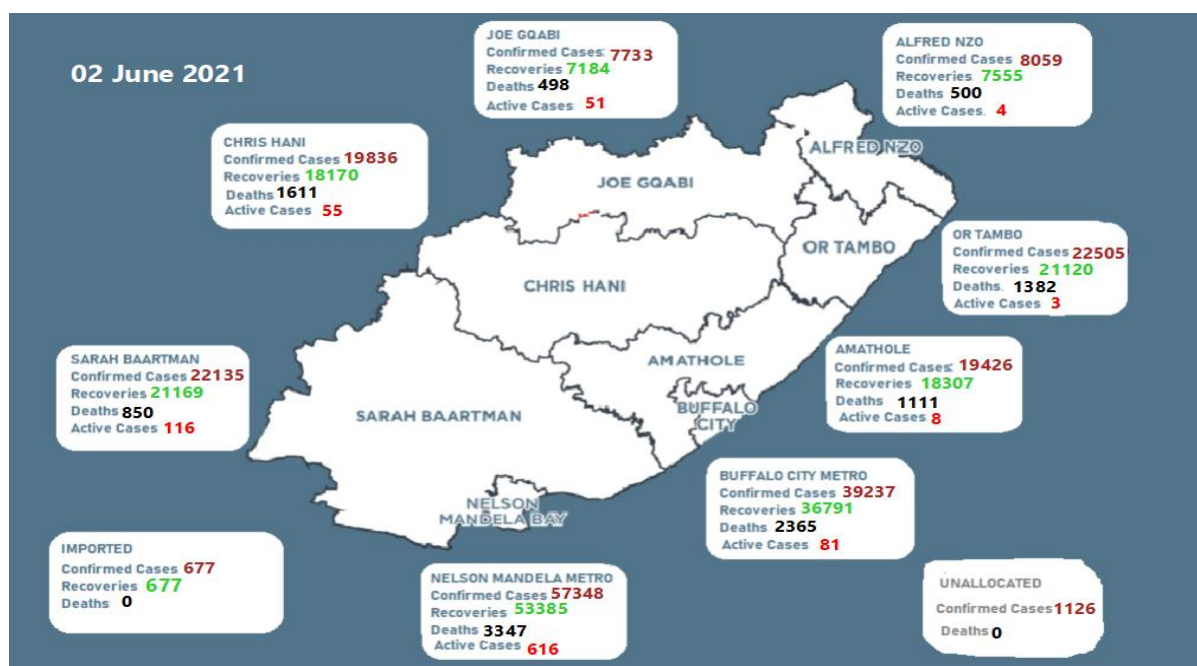 02 June 2021
JOE GQABI
Confirmed Cases: 7733
Recoveries 7184
Deaths 498
Active Cases 51
ALFRED NZO
Confirmed Cases 8059
Recoveries 7555
Deaths 500
Active Cases. 4
CHRIS HANI
Confirmed Cases 19836
Recoveries 18170
Deaths 1611
Active Cases 55
ALFRED NZO
JOE GQABI
OR TAMBO
CHRIS HANI
OR TAMBO
Confirmed Cases 22505
Recoveries 21120
Deaths. 1382
Active Cases 3
SARAH BAARTMAN
Confirmed Cases 22135
Recoveries 21169
Deaths 850
Active Cases 116
AMATHOLE
SARAH BAARTMAN
BUFFALO
CITY
AMATHOLE
Confirmed Cases: 19426
Recoveries 18307
Deaths 1111
Active Cases 8
BUFFALO CITY METRO
Confirmed Cases 39237
Recoveries 36791
Deaths 2365
Active Cases 81
NELSON
MANDELA BAY
IMPORTED
Confirmed Cases 677
Recoveries 677
Deaths 0
NELSON MANDELA METRO
Confirmed Cases 57348
Recoveries 53385
Deaths 3347
Active Cases 616
UNALLOCATED
Confirmed Cases 1126
Deaths 0